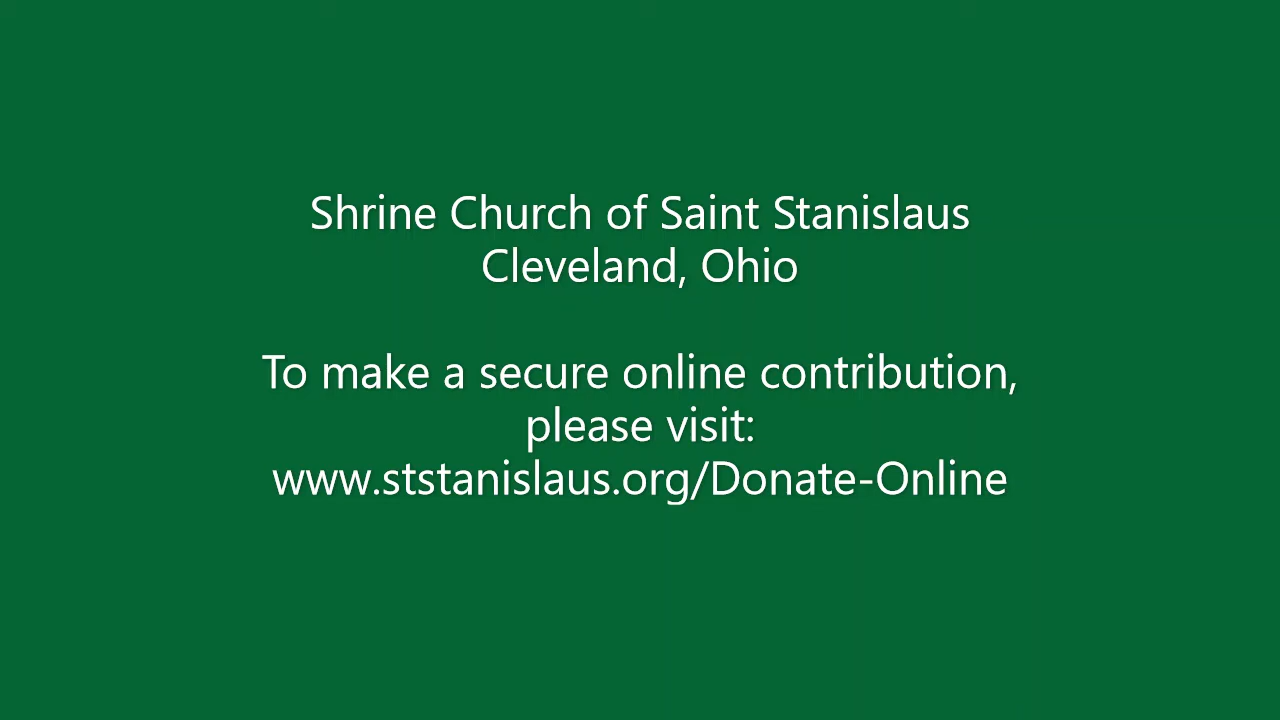 Shrine Church of Saint Stanislaus
Cleveland, Ohio
To make a secure online contribution,
please visit:
www.ststanislaus.org/Donate-Online